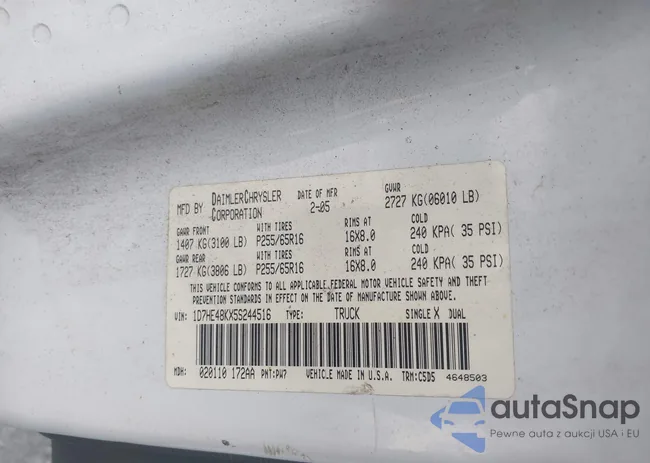 MFD BY DAIMLERCHRYSLER CORPORATION DATE OF MFR 2-05 GVWR 2727 KG(06010 LB)
GAWR FRONT WITH TIRES RIMS AT COLD
1407 KG(3100 LB) P255/65R16 16X8.0 240 KPA( 35 PSI)
GAWR REAR WITH TIRES RIMS AT COLD
1727 KG(3806 LB) P255/65R16 16X8.0 240 KPA( 35 PSI)
THIS VEHICLE CONFORMS TO ALL APPLICABLE FEDERAL MOTOR VEHICLE SAFETY AND THEFT
PREVENTION STANDARDS IN EFFECT ON THE DATE OF MANUFACTURE SHOWN ABOVE.
VIN: 1D7HE48KX5S244516 TYPE: TRUCK SINGLE X DUAL
MDH: 020110 172AA PNT:PW7 VEHICLE MADE IN U.S.A. TRM:C5D5 4648503
autaSnap
Pewne auta z aukcji USA i EU